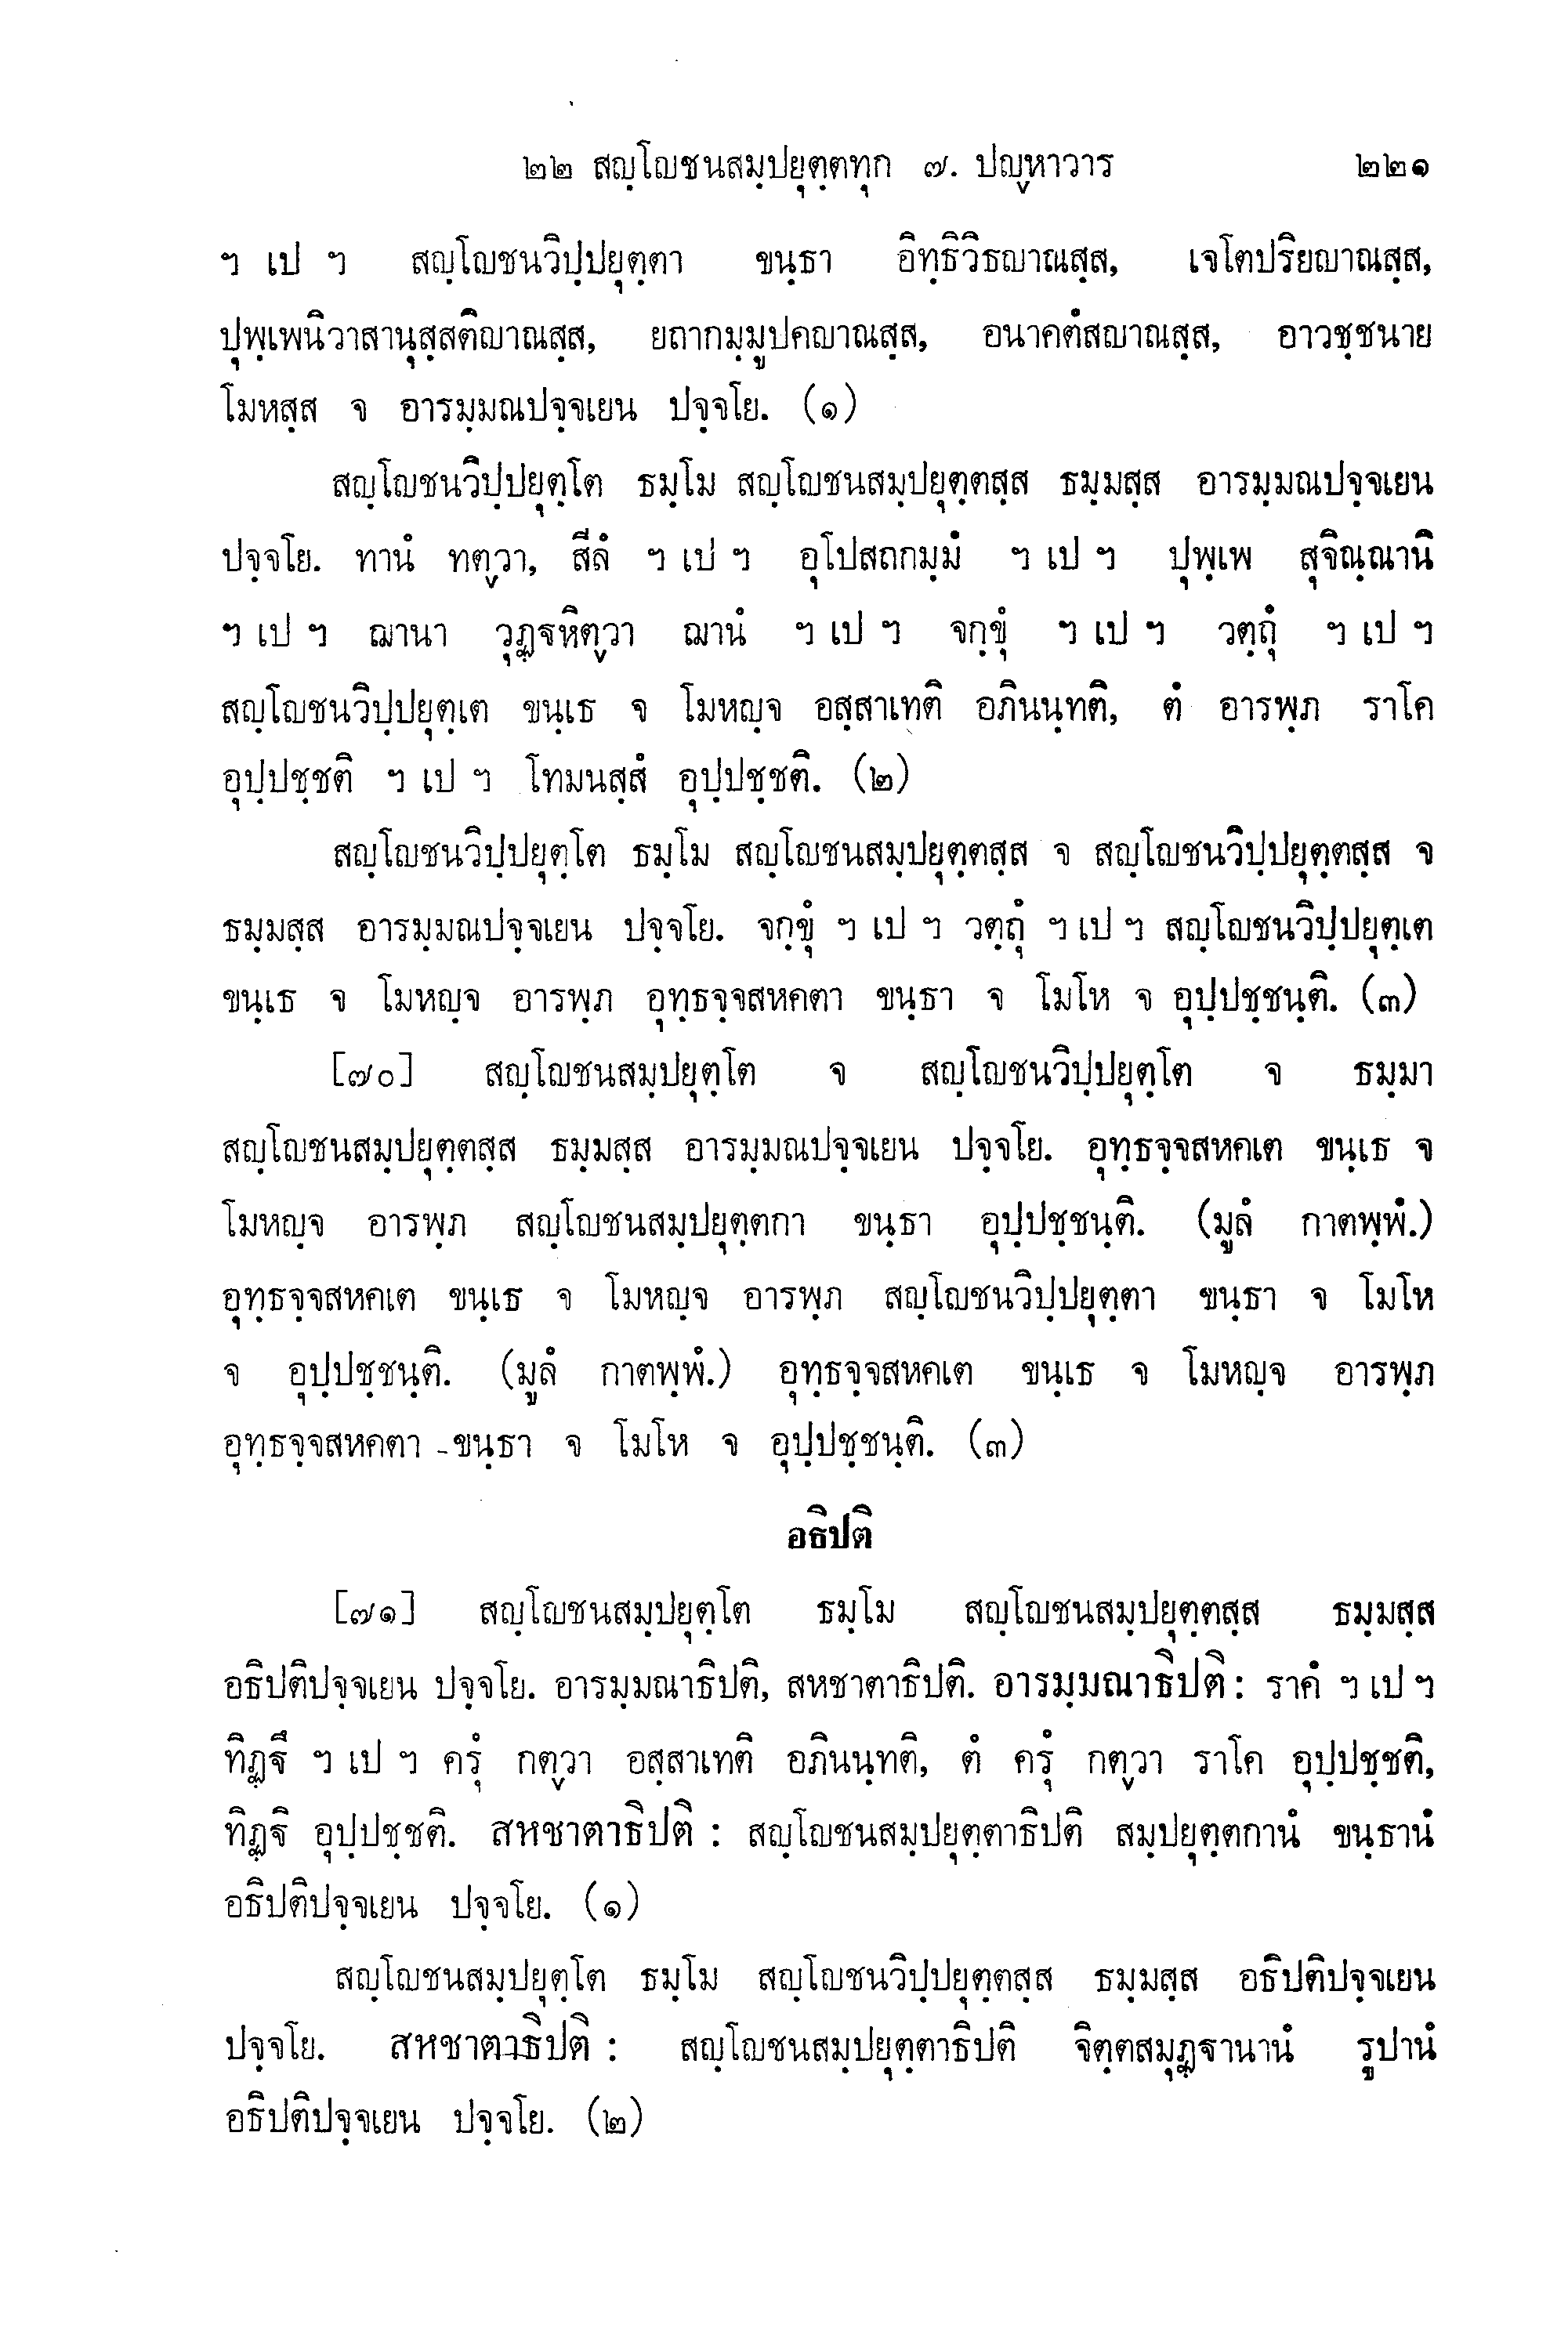 ๒๒ สญฺโญชนสมฺปยุตฺตทุก ๗. ปญฺหาวาร ๒๒๑
ฯ เป ฯ สญฺโญชนวิปฺปยุตฺตา ขนฺธา อิทฺธิวิธญาณสฺส, เจโตปริยญาณสฺส,
ปุพฺเพนิวาสานุสฺสติญาณสฺส, ยถากมฺมูปคญาณสฺส, อนาคตํสญาณสฺส, อาวชฺชนาย
โมหสฺส จ อารมฺมณปจฺจเยน ปจฺจโย. (๑)
สญฺโญชนวิปฺปยุตฺโต ธมฺโม สญฺโญชนสมฺปยุตฺตสฺส ธมฺมสฺส อารมฺมณปจฺจเยน
ปจฺจโย. ทานํ ทตฺวา, สีลํ ฯ เป ฯ อุโปสถกมฺมํ ฯ เป ฯ ปุพฺเพ สุจิณฺณานิ
ฯ เป ฯ ฌานา วุฏฺฐหิตฺวา ฌานํ ฯ เป ฯ จกฺขุํ ฯ เป ฯ วตฺถุํ ฯ เป ฯ
สญฺโญชนวิปฺปยุตฺเต ขนฺเธ จ โมหญฺจ อสฺสาเทติ อภินนฺทติ, ตํ อารพฺภ ราโค
อุปฺปชฺชติ ฯ เป ฯ โทมนสฺสํ อุปฺปชฺชติ. (๒)
สญฺโญชนวิปฺปยุตฺโต ธมฺโม สญฺโญชนสมฺปยุตฺตสฺส จ สญฺโญชนวิปฺปยุตฺตสฺส จ
ธมฺมสฺส อารมฺมณปจฺจเยน ปจฺจโย. จกฺขุํ ฯ เป ฯ วตฺถุํ ฯ เป ฯ สญฺโญชนวิปฺปยุตฺเต
ขนฺเธ จ โมหญฺจ อารพฺภ อุทฺธจฺจสหคตา ขนฺธา จ โมโห จ อุปฺปชฺชนฺติ. (๓)
[๗๐] สญฺโญชนสมฺปยุตฺโต จ สญฺโญชนวิปฺปยุตฺโต จ ธมฺมา
สญฺโญชนสมฺปยุตฺตสฺส ธมฺมสฺส อารมฺมณปจฺจเยน ปจฺจโย. อุทฺธจฺจสหคเต ขนฺเธ จ
โมหญฺจ อารพฺภ สญฺโญชนสมฺปยุตฺตกา ขนฺธา อุปฺปชฺชนฺติ. (มูลํ กาตพฺพํ.)
อุทฺธจฺจสหคเต ขนฺเธ จ โมหญฺจ อารพฺภ สญฺโญชนวิปฺปยุตฺตา ขนฺธา จ โมโห
จ อุปฺปชฺชนฺติ. (มูลํ กาตพฺพํ.) อุทฺธจฺจสหคเต ขนฺเธ จ โมหญฺจ อารพฺภ
อุทฺธจฺจสหคตา ขนฺธา จ โมโห จ อุปฺปชฺชนฺติ. (๓)
อธิปติ
[๗๑] สญฺโญชนสมฺปยุตฺโต ธมฺโม สญฺโญชนสมฺปยุตฺตสฺส ธมฺมสฺส
อธิปติปจฺจเยน ปจฺจโย. อารมฺมณาธิปติ, สหชาตาธิปติ. อารมฺมณาธิปติ : ราคํ ฯ เป ฯ
ทิฏฺฐึ ฯ เป ฯ ครุํ กตฺวา อสฺสาเทติ อภินนฺทติ, ตํ ครุํ กตฺวา ราโค อุปฺปชฺชติ,
ทิฏฺฐิ อุปฺปชฺชติ. สหชาตาธิปติ : สญฺโญชนสมฺปยุตฺตาธิปติ สมฺปยุตฺตกานํ ขนฺธานํ
อธิปติปจฺจเยน ปจฺจโย. (๑)
สญฺโญชนสมฺปยุตฺโต ธมฺโม สญฺโญชนวิปฺปยุตฺตสฺส ธมฺมสฺส อธิปติปจฺจเยน
ปจฺจโย. สหชาตาธิปติ : สญฺโญชนสมฺปยุตฺตาธิปติ จิตฺตสมุฏฺฐานานํ รูปานํ
อธิปติปจฺจเยน ปจฺจโย. (๒)